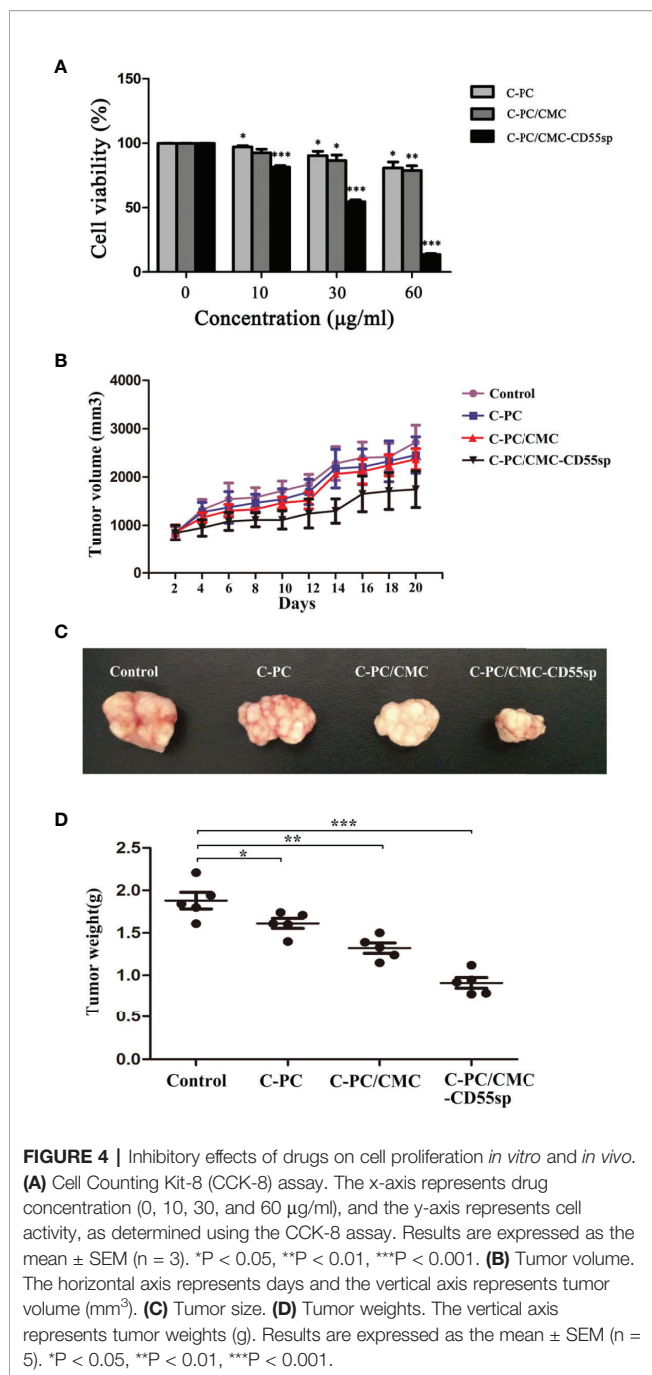 A
Cell viability (%)
150
100
50
0
* *** * * *** * ** ***
0 10 30 60
Concentration (µg/ml)
C-PC
C-PC/CMC
C-PC/CMC-CD55sp
B
Tumor volume (mm3)
4000
3000
2000
1000
0
2 4 6 8 10 12 14 16 18 20
Days
Control
C-PC
C-PC/CMC
C-PC/CMC-CD55sp
C
Control C-PC C-PC/CMC C-PC/CMC-CD55sp
D
***
**
*
Tumor weight(g)
2.5
2.0
1.5
1.0
0.5
0.0
Control C-PC C-PC/CMC C-PC/CMC
-CD55sp
FIGURE 4 | Inhibitory effects of drugs on cell proliferation in vitro and in vivo.
(A) Cell Counting Kit-8 (CCK-8) assay. The x-axis represents drug
concentration (0, 10, 30, and 60 µg/ml), and the y-axis represents cell
activity, as determined using the CCK-8 assay. Results are expressed as the
mean ± SEM (n = 3). *P < 0.05, **P < 0.01, ***P < 0.001. (B) Tumor volume.
The horizontal axis represents days and the vertical axis represents tumor
volume (mm³). (C) Tumor size. (D) Tumor weights. The vertical axis
represents tumor weights (g). Results are expressed as the mean ± SEM (n =
5). *P < 0.05, **P < 0.01, ***P < 0.001.